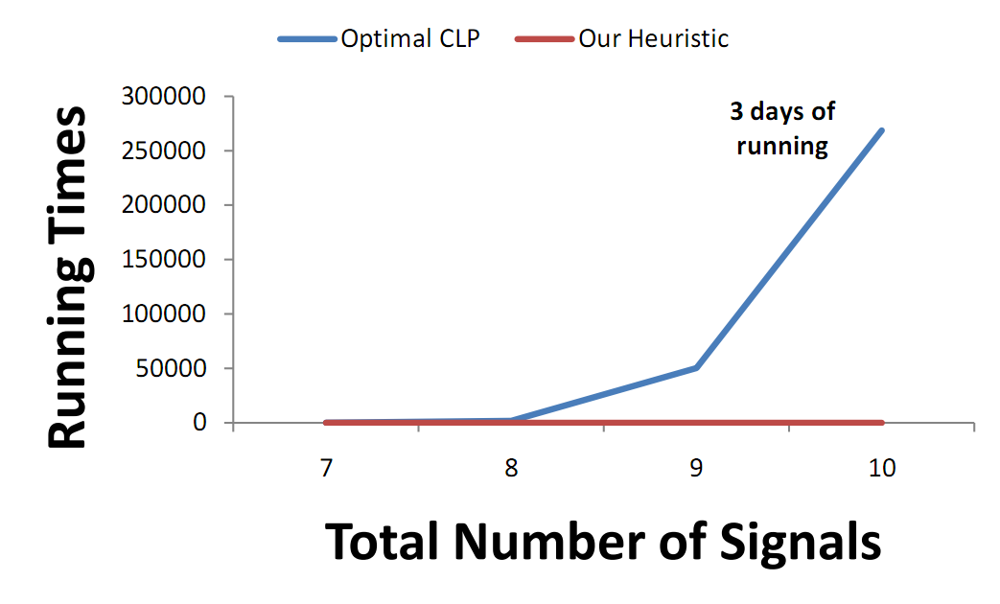 Optimal CLP
Our Heuristic
Running Times
300000
250000
200000
150000
100000
50000
0
3 days of
running
7
8
9
10
Total Number of Signals